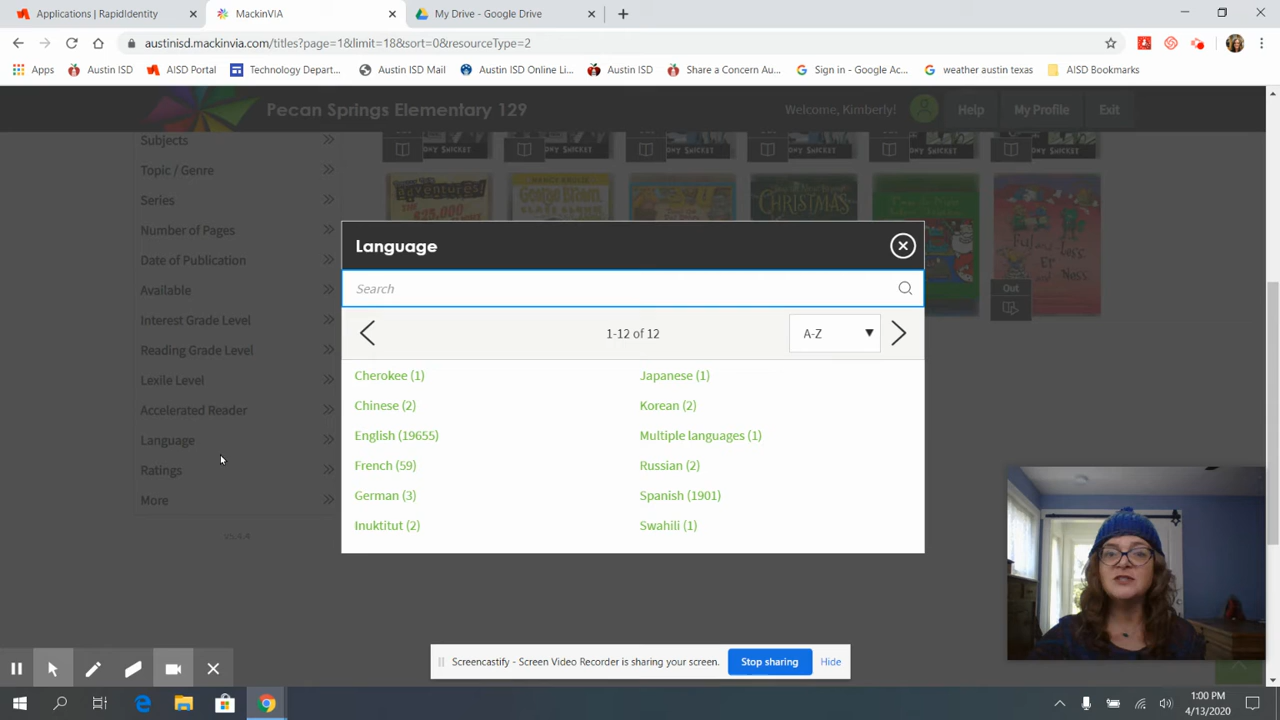 Applications | RapidIdentity
MackinVIA
My Drive - Google Drive
austinisd.mackinvia.com/titles?page=1&limit=18&sort=0&resourceType=2
Apps
Austin ISD
AISD Portal
Technology Depart...
Austin ISD Mail
Austin ISD Online Li...
Austin ISD
Share a Concern Au...
Sign in - Google Ac...
weather austin texas
AISD Bookmarks
Pecan Springs Elementary 129
Welcome, Kimberly!
Help
My Profile
Exit
Subjects
Topic / Genre
Series
Number of Pages
Date of Publication
Available
Interest Grade Level
Reading Grade Level
Lexile Level
Accelerated Reader
Language
Ratings
More
CHRISTMAS
Out
Language
Search
1-12 of 12
A-Z
Cherokee (1)
Chinese (2)
English (19655)
French (59)
German (3)
Inuktitut (2)
Japanese (1)
Korean (2)
Multiple languages (1)
Russian (2)
Spanish (1901)
Swahili (1)
Screencastify - Screen Video Recorder is sharing your screen.
Stop sharing
Hide
1:00 PM
4/13/2020